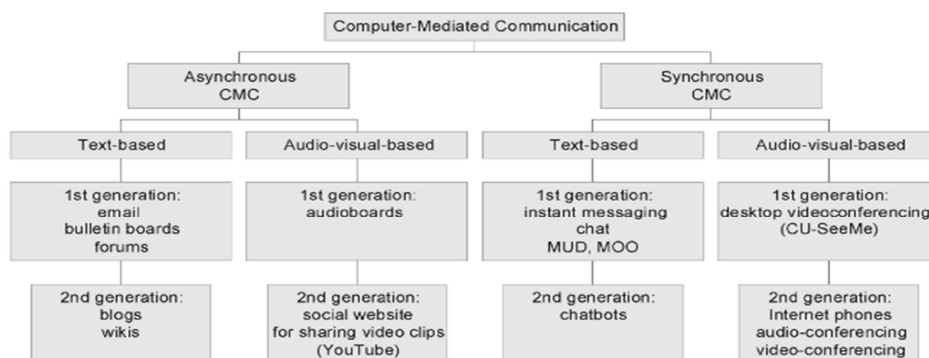 Computer-Mediated Communication
Asynchronous
CMC
Synchronous
CMC
Text-based
Audio-visual-based
Text-based
Audio-visual-based
1st generation:
email
bulletin boards
forums
1st generation:
audioboards
1st generation:
instant messaging
chat
MUD, MOO
1st generation:
desktop videoconferencing
(CU-SeeMe)
2nd generation:
blogs
wikis
2nd generation:
social website
for sharing video clips
(YouTube)
2nd generation:
chatbots
2nd generation:
Internet phones
audio-conferencing
video-conferencing